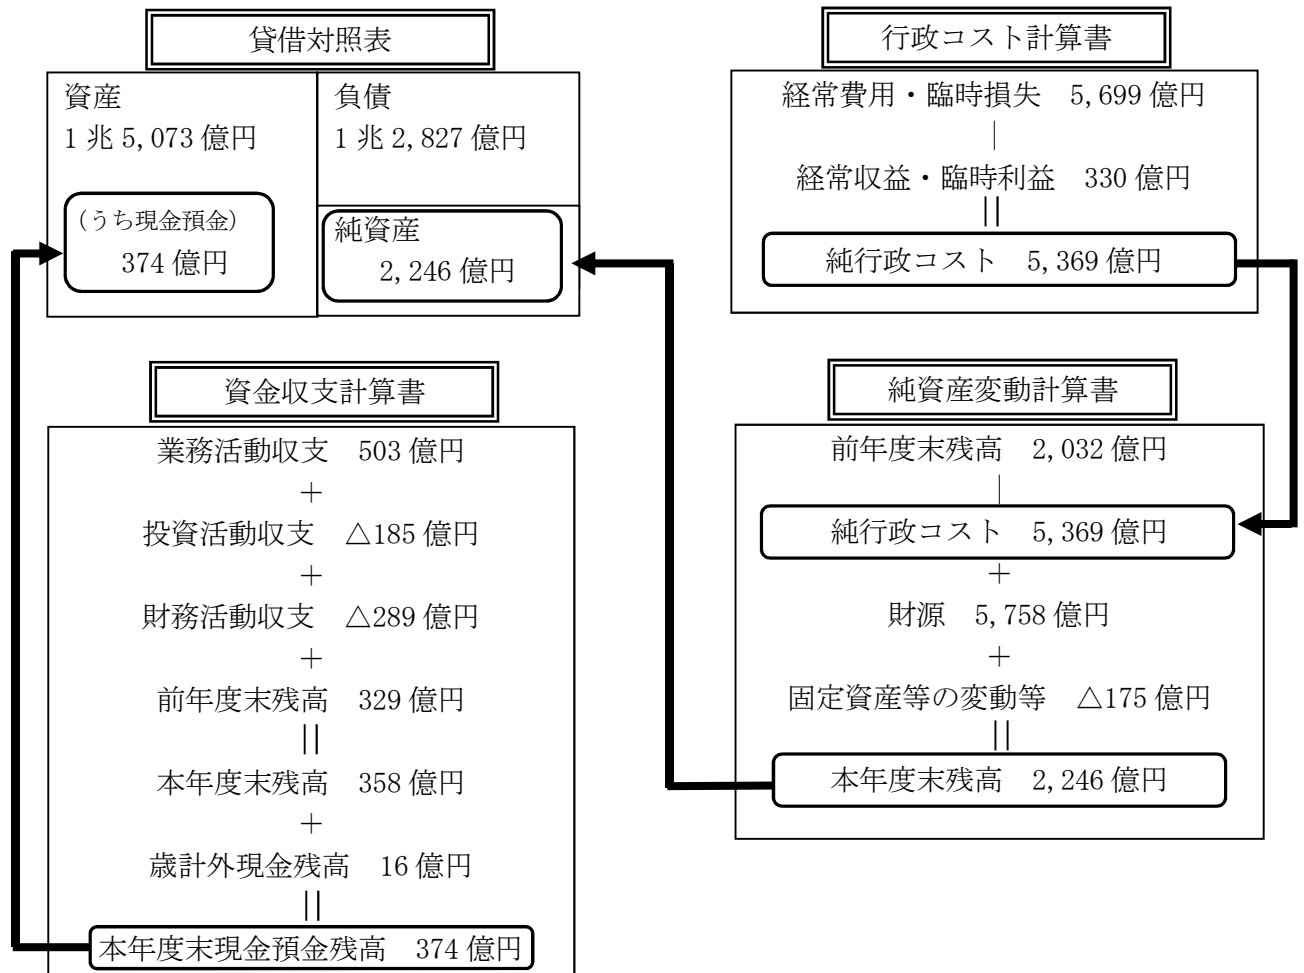 貸借対照表
資産
1兆5,073億円
(うち現金預金)
374億円
負債
1兆2,827億円
純資産
2,246億円
行政コスト計算書
経常費用・臨時損失 5,699億円
|
経常収益・臨時利益 330億円
||
純行政コスト 5,369億円
資金収支計算書
業務活動収支 503億円
+
投資活動収支 △185億円
+
財務活動収支 △289億円
+
前年度末残高 329億円
||
本年度末残高 358億円
+
歳計外現金残高 16億円
||
本年度末現金預金残高 374億円
純資産変動計算書
前年度末残高 2,032億円
|
純行政コスト 5,369億円
+
財源 5,758億円
+
固定資産等の変動等 △175億円
||
本年度末残高 2,246億円